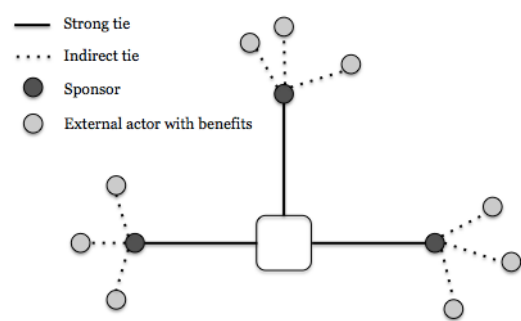 Strong tie
Indirect tie
Sponsor
External actor with benefits